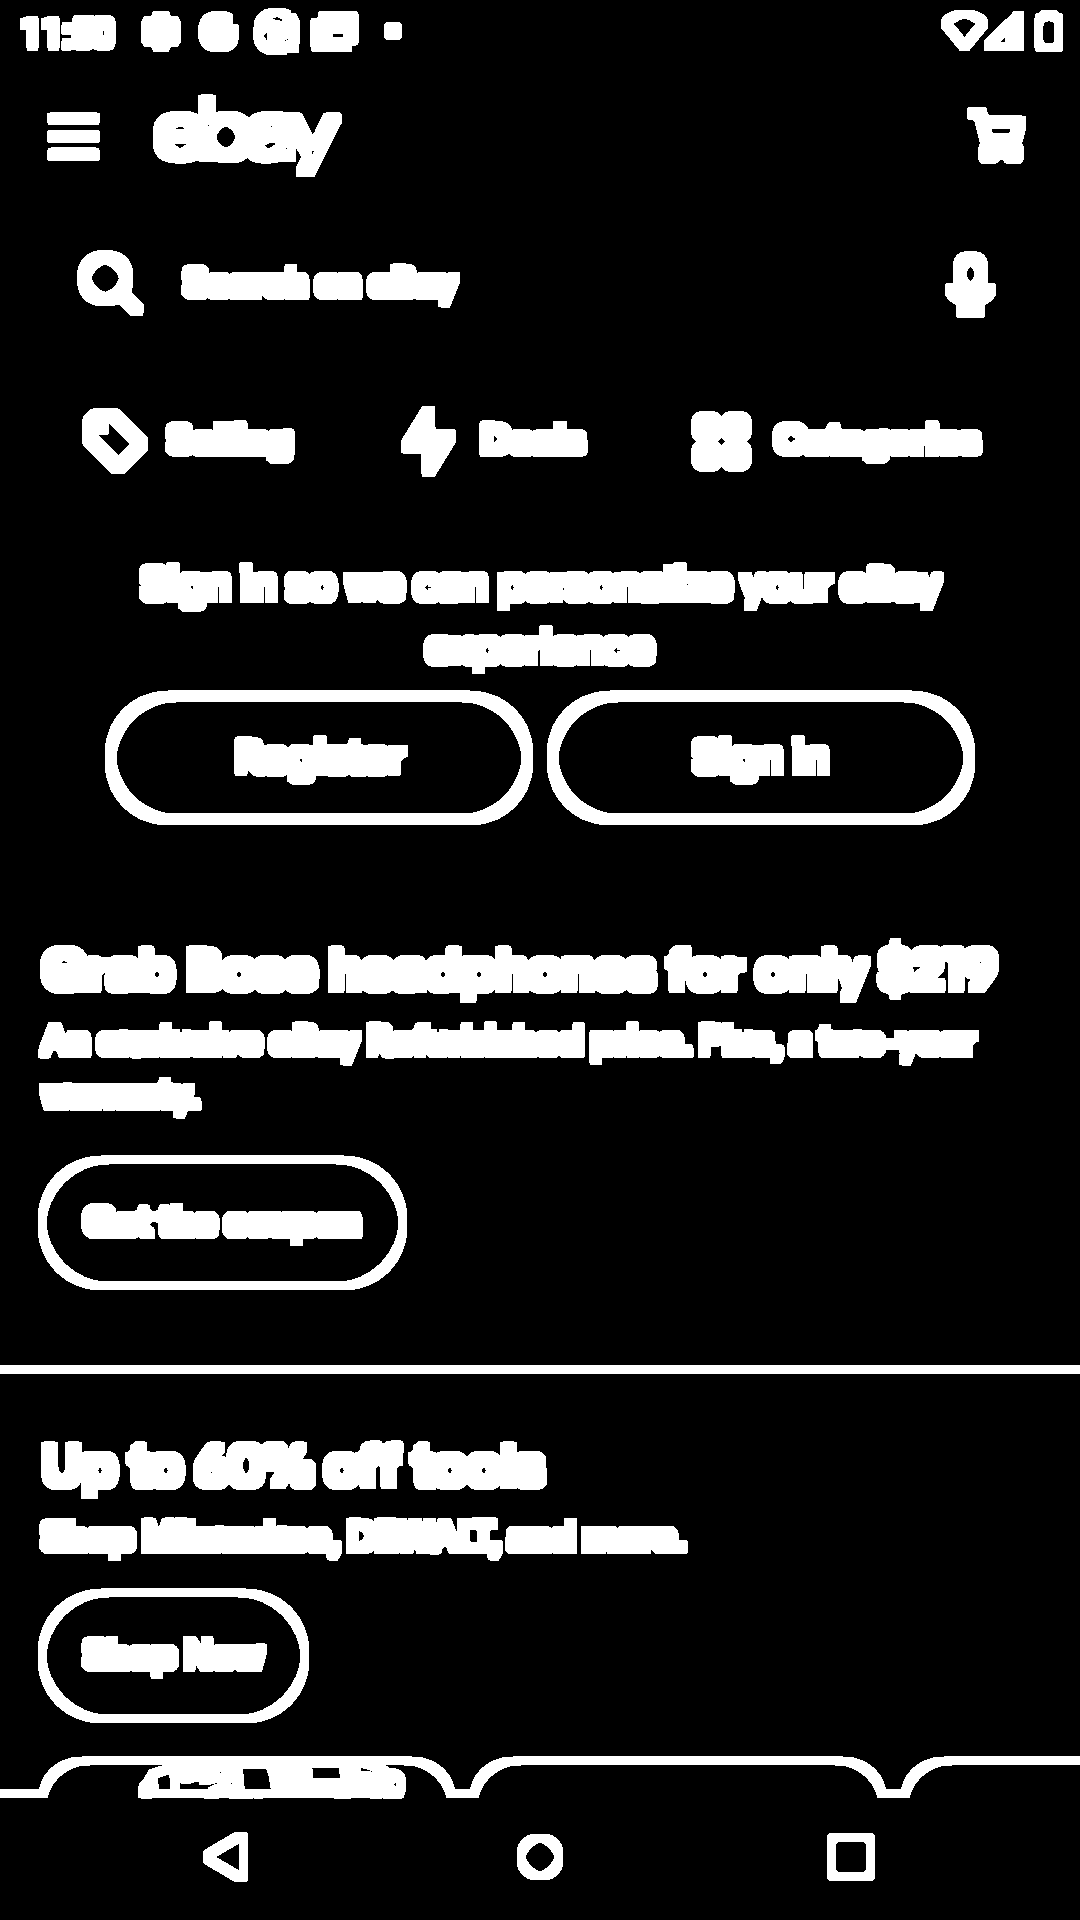 ebay
Search on eBay
Selling
Deals
Categories
Sign in so we can personalize your eBay
experience
Register
Sign in
Grab Bose headphones for only $219
An exclusive eBay Refurbished price. Plus, a two-year
warranty.
Get the coupon
Up to 60% off tools
Shop Milwaukee, DEWALT, and more.
Shop Now